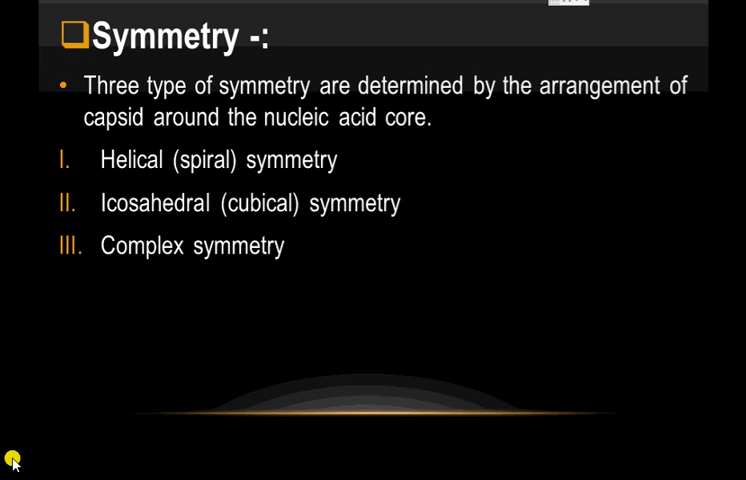 Symmetry -:
• Three type of symmetry are determined by the arrangement of
capsid around the nucleic acid core.
I. Helical (spiral) symmetry
II. Icosahedral (cubical) symmetry
III. Complex symmetry